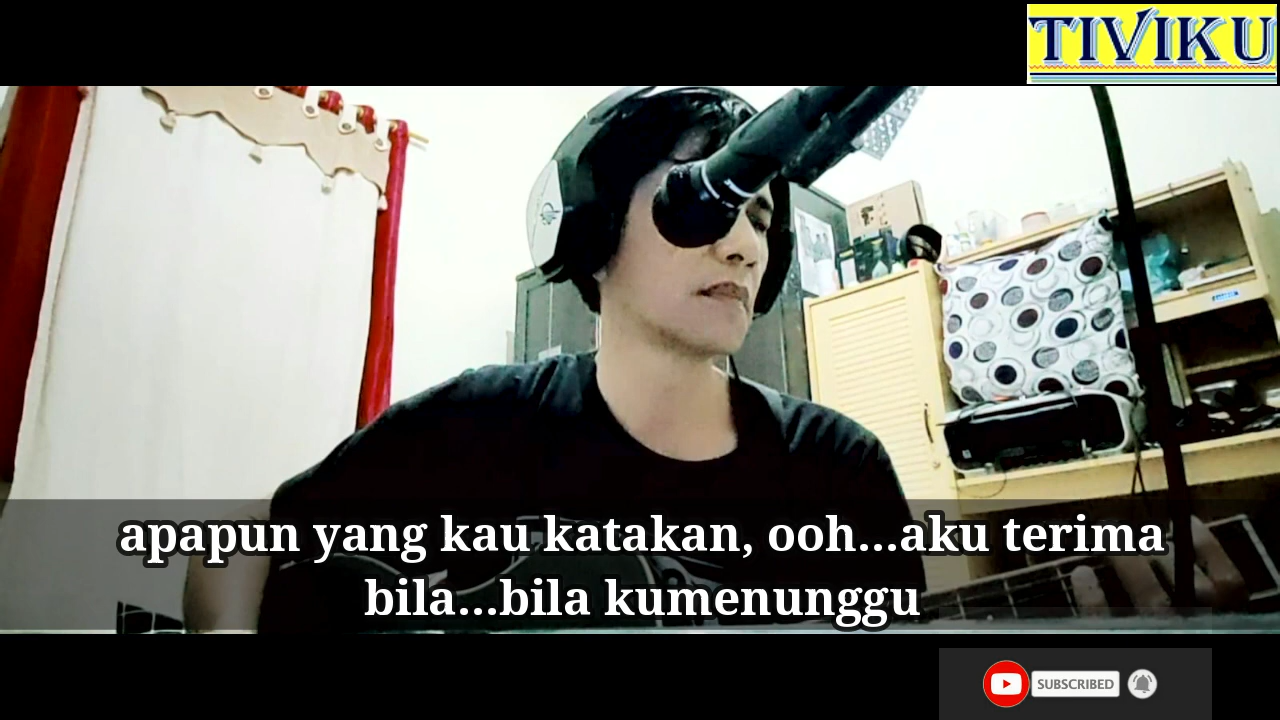 TIVIKU
apapun yang kau katakan, ooh...aku terima
bila...bila kumenunggu
SUBSCRIBED